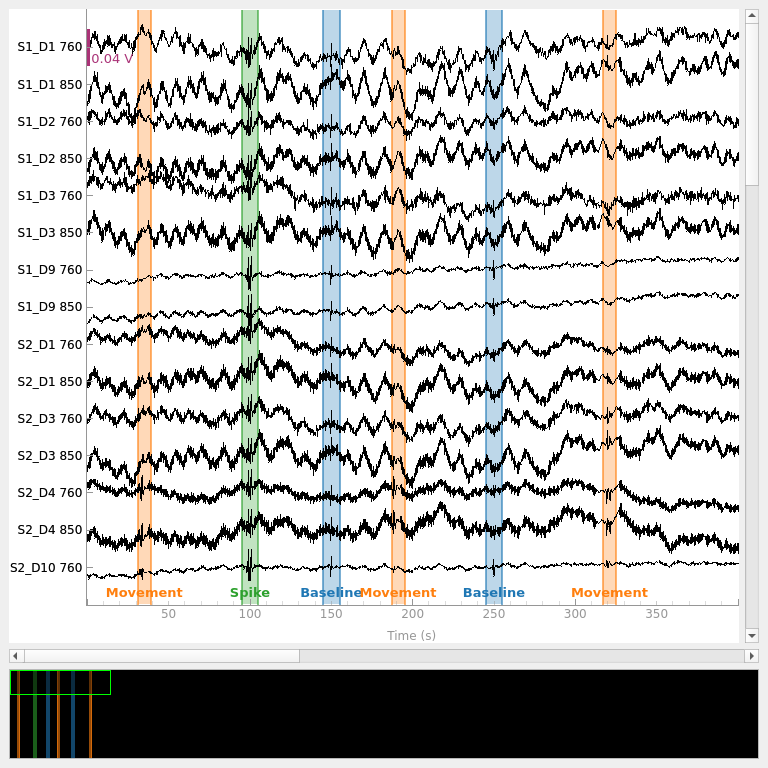 S1_D1 760
0.04 V
S1_D1 850
S1_D2 760
S1_D2 850
S1_D3 760
S1_D3 850
S1_D9 760
S1_D9 850
S2_D1 760
S2_D1 850
S2_D3 760
S2_D3 850
S2_D4 760
S2_D4 850
S2_D10 760
Movement Spike Baseline Movement Baseline Movement
50 100 150 200 250 300 350
Time (s)